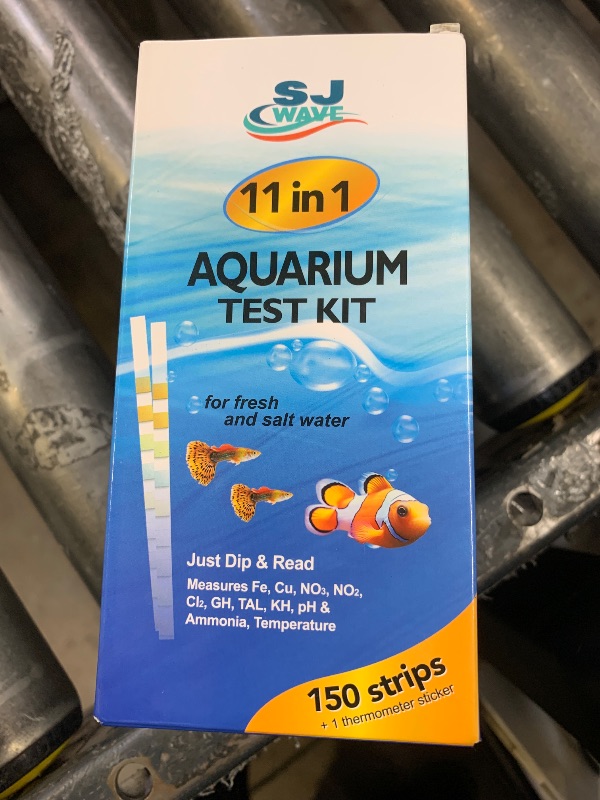 SJ
WAVE
11 in 1
AQUARIUM
TEST KIT
for fresh
and salt water
Just Dip & Read
Measures Fe, Cu, NO₃, NO₂,
Cl₂, GH, TAL, KH, pH &
Ammonia, Temperature
150 strips
+ 1 thermometer sticker